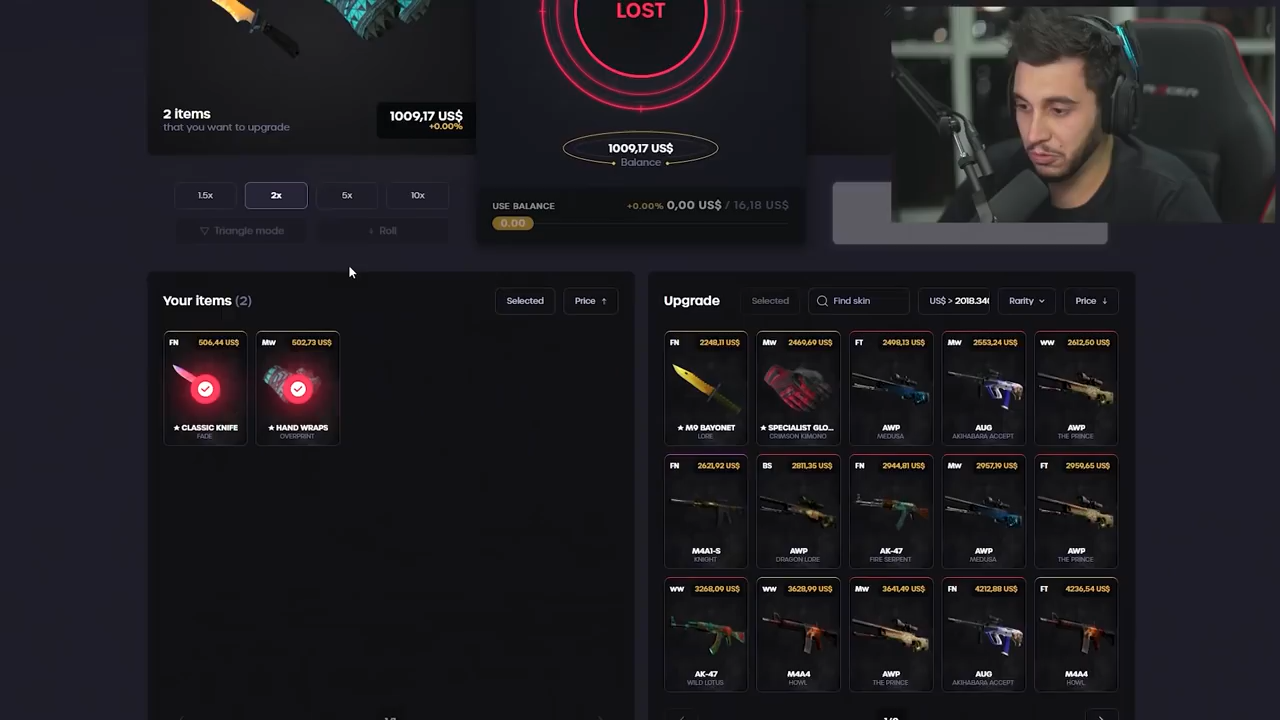 LOST
2 items
that you want to upgrade
1009,17 US$
+0.00%
1009,17 US$
Balance
1.5x
2x
5x
10x
USE BALANCE
+0.00% 0,00 US$ / 16,18 US$
0.00
Triangle mode
Roll
Your items (2)
Selected
Price
Upgrade
Selected
Find skin
US$ > 2018.34
Rarity
Price
FN 506,44 US$
★ CLASSIC KNIFE
FADE
MW 502,73 US$
★ HAND WRAPS
OVERPRINT
FN 2248,11 US$
★ M9 BAYONET
LORE
MW 2469,69 US$
★ SPECIALIST GLO...
CRIMSON KIMONO
FT 2498,13 US$
AWP
MEDUSA
MW 2553,24 US$
AUG
AKIHABARA ACCEPT
WW 2612,50 US$
AWP
THE PRINCE
FN 2621,92 US$
M4A1-S
KNIGHT
BS 2811,35 US$
AWP
DRAGON LORE
FN 2944,81 US$
AK-47
FIRE SERPENT
MW 2957,19 US$
AWP
MEDUSA
FT 2959,65 US$
AWP
THE PRINCE
WW 3268,09 US$
AK-47
WILD LOTUS
WW 3628,99 US$
M4A4
HOWL
MW 3641,49 US$
AWP
THE PRINCE
FN 4212,88 US$
AUG
AKIHABARA ACCEPT
FT 4236,54 US$
M4A4
HOWL